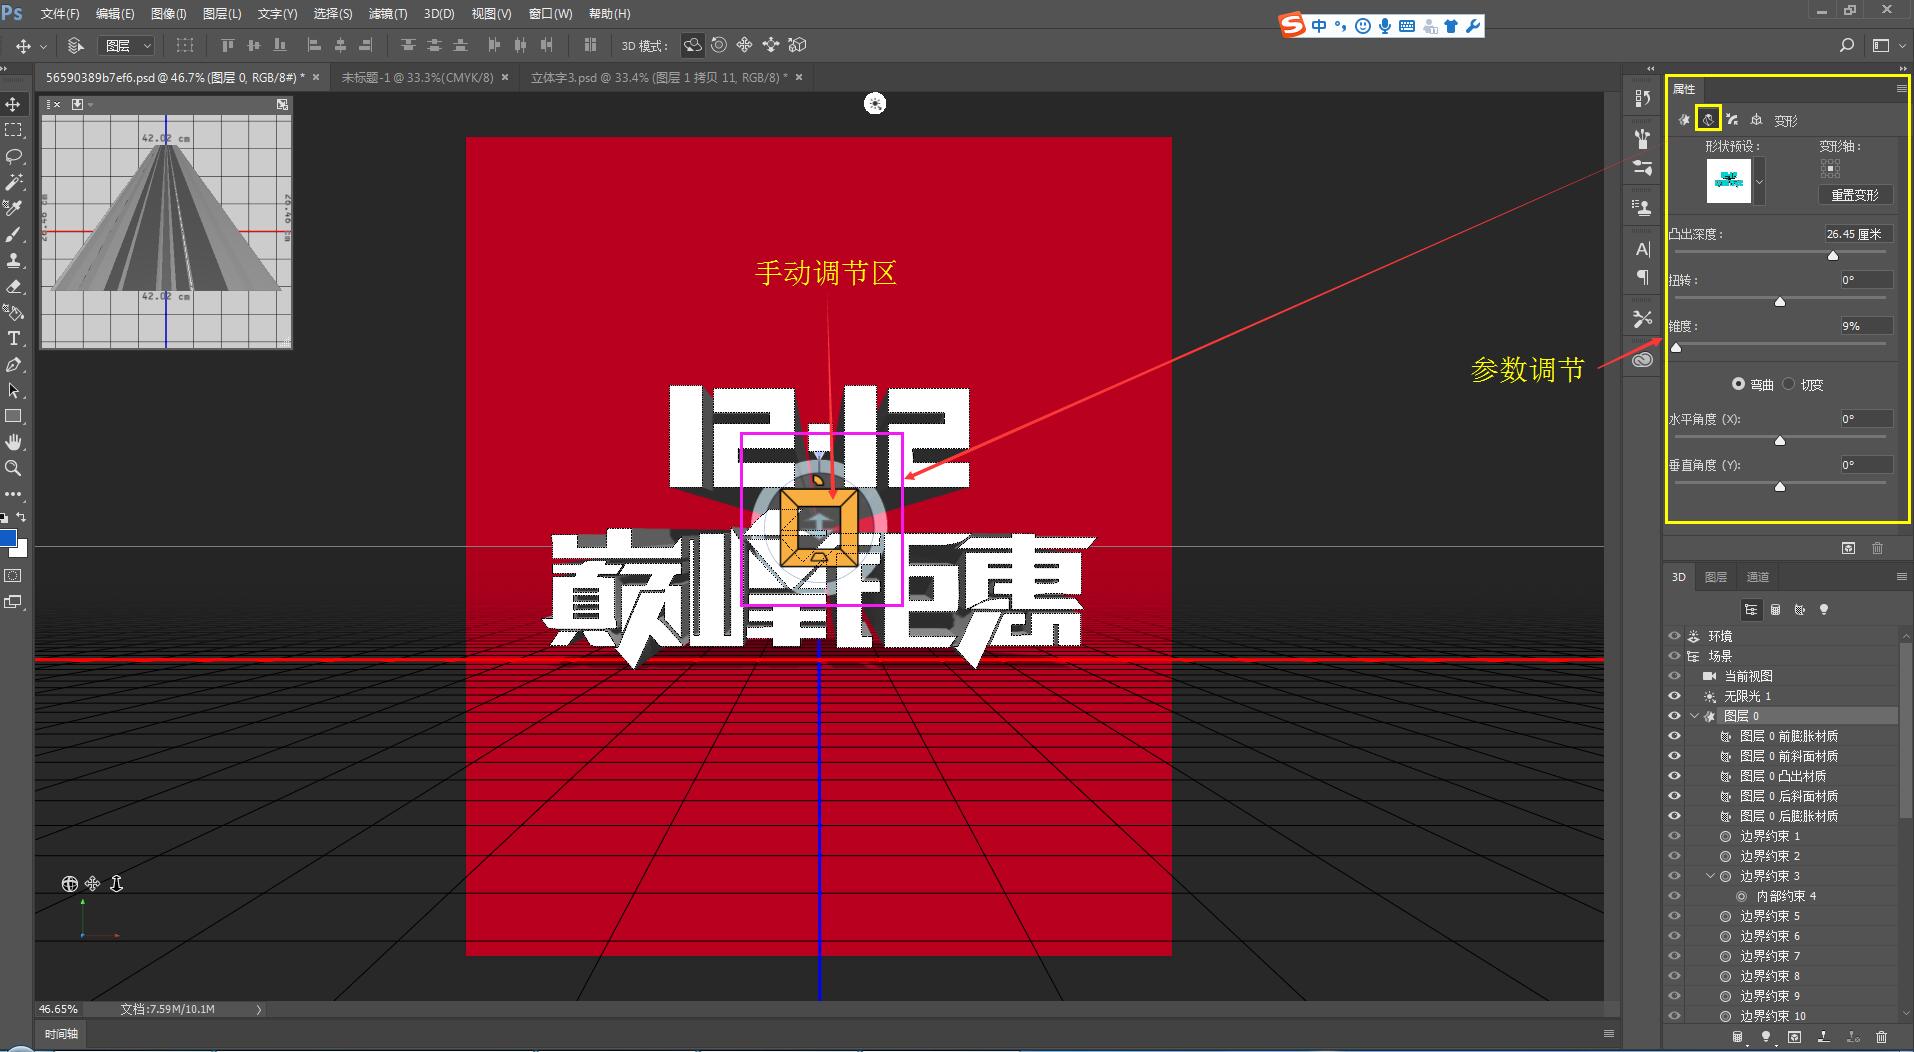 Ps 文件(F) 编辑(E) 图像(I) 图层(L) 文字(Y) 选择(S) 滤镜(T) 3D(D) 视图(V) 窗口(W) 帮助(H)
中
图层
3D 模式：
56590389b7ef6.psd @ 46.7% (图层 0, RGB/8#) * ×
未标题-1 @ 33.3%(CMYK/8) ×
立体字3.psd @ 33.4% (图层 1 拷贝 11, RGB/8) * ×
42.02 cm
26.46 cm
42.02 cm
手动调节区
参数调节
12.12
巅峰钜惠
属性
变形
形状预设：
变形轴：
重置变形
凸出深度：
26.45 厘米
扭转：
0°
锥度：
9%
弯曲
切变
水平角度 (X)：
0°
垂直角度 (Y)：
0°
3D 图层 通道
环境
场景
当前视图
无限光 1
图层 0
图层 0 前膨胀材质
图层 0 前斜面材质
图层 0 凸出材质
图层 0 后斜面材质
图层 0 后膨胀材质
边界约束 1
边界约束 2
边界约束 3
内部约束 4
边界约束 5
边界约束 6
边界约束 7
边界约束 8
边界约束 9
边界约束 10
46.65%
文档:7.59M/10.1M
时间轴